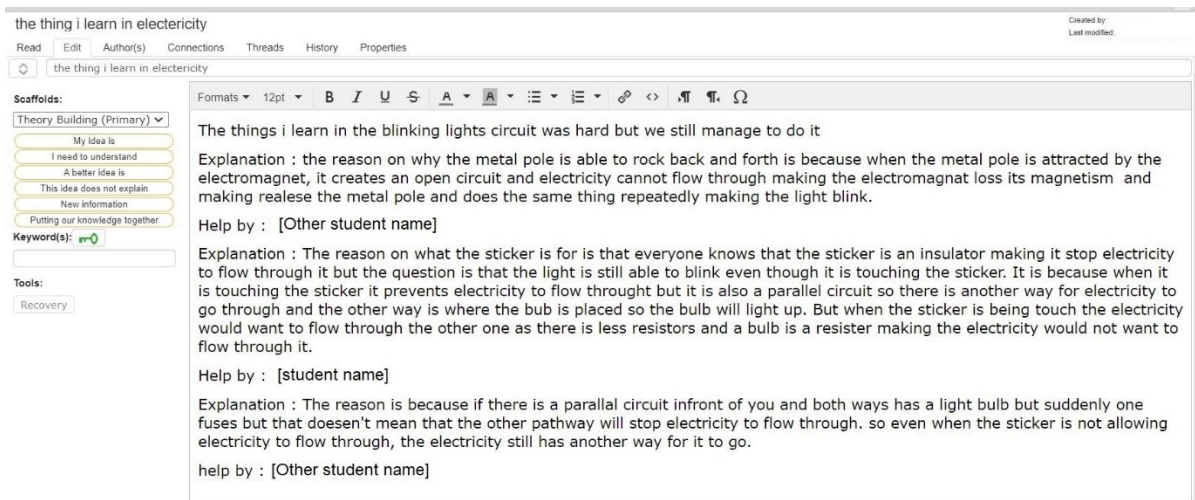 the thing i learn in electericity
Created by:
Last modified:
Read Edit Author(s) Connections Threads History Properties
the thing i learn in electericity
Scaffolds:
Theory Building (Primary)
My idea is
I need to understand
A better idea is
This idea does not explain
New information
Putting our knowledge together
Keyword(s):
Tools:
Recovery
Formats 12pt B I U S A A Ω
The things i learn in the blinking lights circuit was hard but we still manage to do it
Explanation : the reason on why the metal pole is able to rock back and forth is because when the metal pole is attracted by the
electromagnet, it creates an open circuit and electricity cannot flow through making the electromagnat loss its magnetism and
making realese the metal pole and does the same thing repeatedly making the light blink.
Help by : [Other student name]
Explanation : The reason on what the sticker is for is that everyone knows that the sticker is an insulator making it stop electricity
to flow through it but the question is that the light is still able to blink even though it is touching the sticker. It is because when it
is touching the sticker it prevents electricity to flow throught but it is also a parallel circuit so there is another way for electricity to
go through and the other way is where the bub is placed so the bulb will light up. But when the sticker is being touch the electricity
would want to flow through the other one as there is less resistors and a bulb is a resister making the electricity would not want to
flow through it.
Help by : [student name]
Explanation : The reason is because if there is a parallal circuit infront of you and both ways has a light bulb but suddenly one
fuses but that doesen't mean that the other pathway will stop electricity to flow through. so even when the sticker is not allowing
electricity to flow through, the electricity still has another way for it to go.
help by : [Other student name]